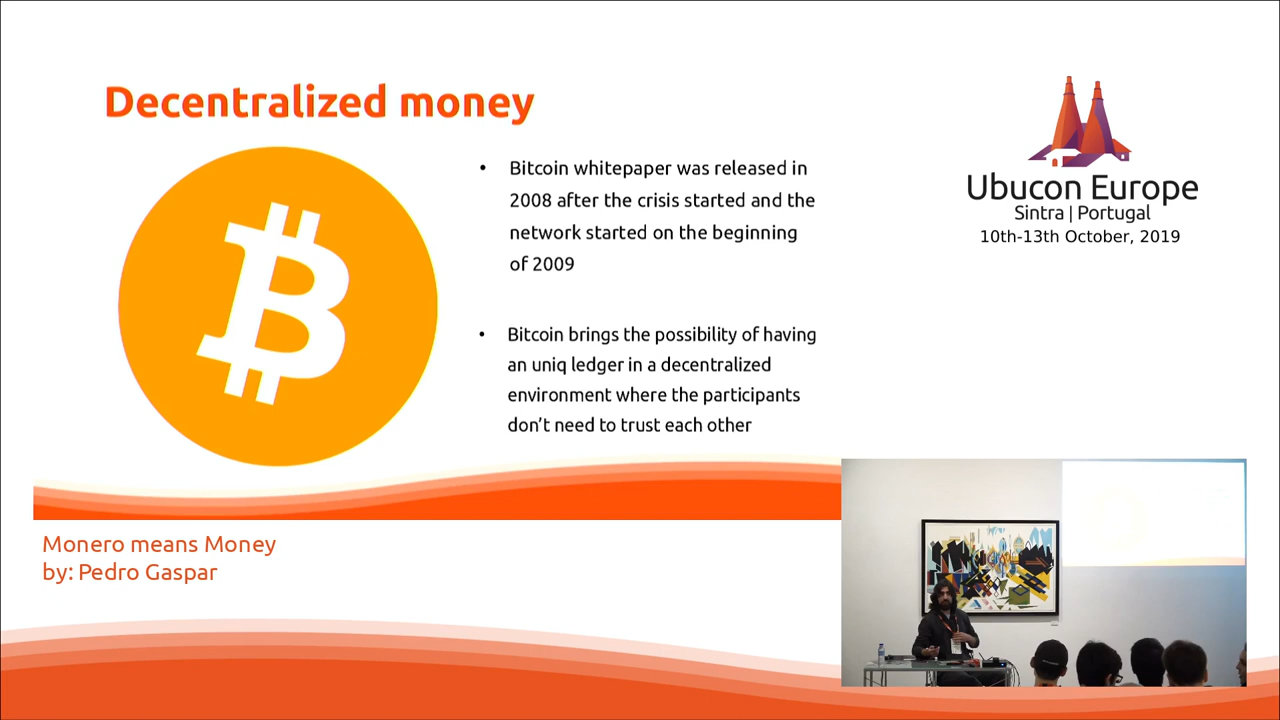 Decentralized money
• Bitcoin whitepaper was released in
2008 after the crisis started and the
network started on the beginning
of 2009
• Bitcoin brings the possibility of having
an uniq ledger in a decentralized
environment where the participants
don’t need to trust each other
Ubucon Europe
Sintra | Portugal
10th-13th October, 2019
Monero means Money
by: Pedro Gaspar